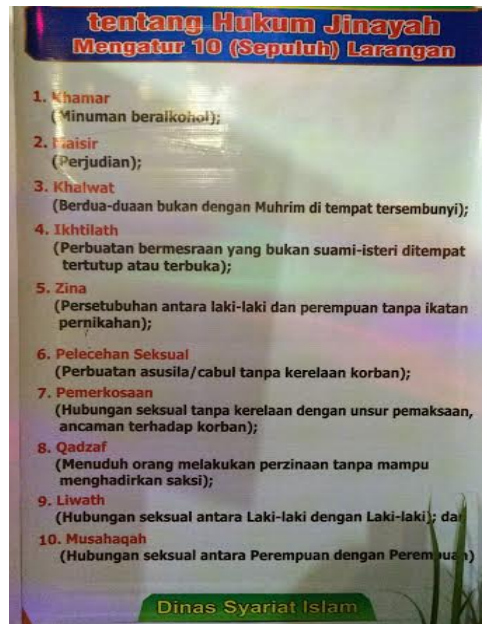 tentang Hukum Jinayah
Mengatur 10 (Sepuluh) Larangan
1. Khamar
(Minuman beralkohol);
2. Maisir
(Perjudian);
3. Khalwat
(Berdua-duaan bukan dengan Muhrim di tempat tersembunyi);
4. Ikhtilath
(Perbuatan bermesraan yang bukan suami-isteri ditempat
tertutup atau terbuka);
5. Zina
(Persetubuhan antara laki-laki dan perempuan tanpa ikatan
pernikahan);
6. Pelecehan Seksual
(Perbuatan asusila/cabul tanpa kerelaan korban);
7. Pemerkosaan
(Hubungan seksual tanpa kerelaan dengan unsur pemaksaan,
ancaman terhadap korban);
8. Qadzaf
(Menuduh orang melakukan perzinaan tanpa mampu
menghadirkan saksi);
9. Liwath
(Hubungan seksual antara Laki-laki dengan Laki-laki); dan
10. Musahaqah
(Hubungan seksual antara Perempuan dengan Perempuan)
Dinas Syariat Islam